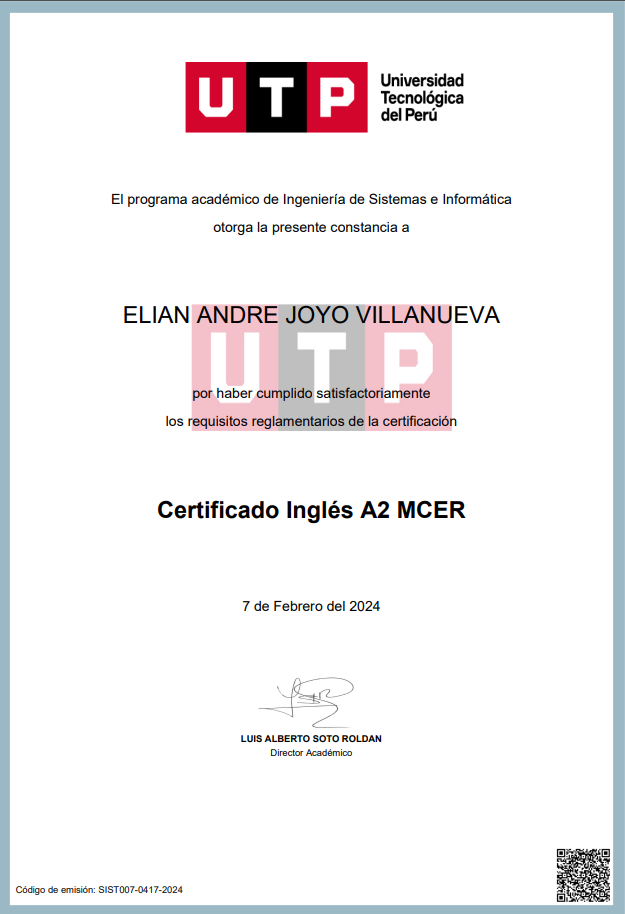 UTP
Universidad
Tecnológica
del Perú
El programa académico de Ingeniería de Sistemas e Informática
otorga la presente constancia a
ELIAN ANDRE JOYO VILLANUEVA
UTP
por haber cumplido satisfactoriamente
los requisitos reglamentarios de la certificación
Certificado Inglés A2 MCER
7 de Febrero del 2024
LUIS ALBERTO SOTO ROLDAN
Director Académico
Código de emisión: SIST007-0417-2024